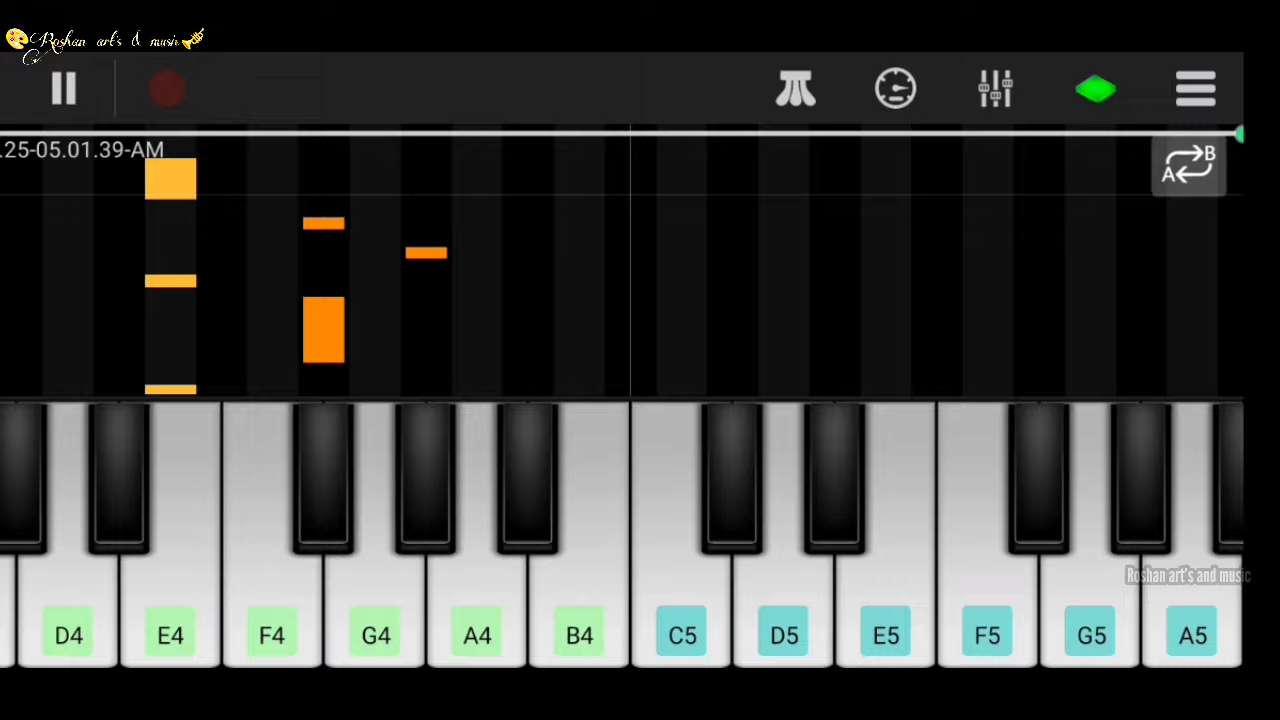 Roshan art's & music
.25-05.01.39-AM
A B
Roshan art's and music
D4 E4 F4 G4 A4 B4 C5 D5 E5 F5 G5 A5